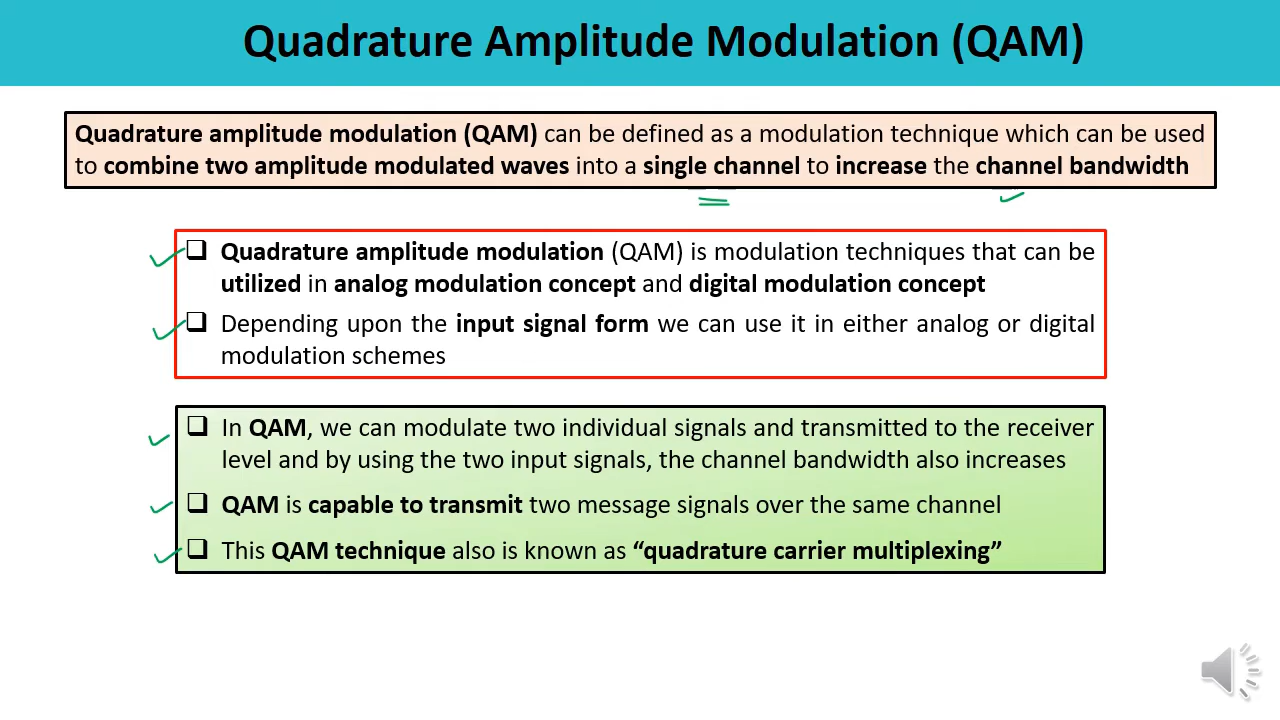 Quadrature Amplitude Modulation (QAM)
Quadrature amplitude modulation (QAM) can be defined as a modulation technique which can be used
to combine two amplitude modulated waves into a single channel to increase the channel bandwidth
Quadrature amplitude modulation (QAM) is modulation techniques that can be
utilized in analog modulation concept and digital modulation concept
Depending upon the input signal form we can use it in either analog or digital
modulation schemes
In QAM, we can modulate two individual signals and transmitted to the receiver
level and by using the two input signals, the channel bandwidth also increases
QAM is capable to transmit two message signals over the same channel
This QAM technique also is known as “quadrature carrier multiplexing”